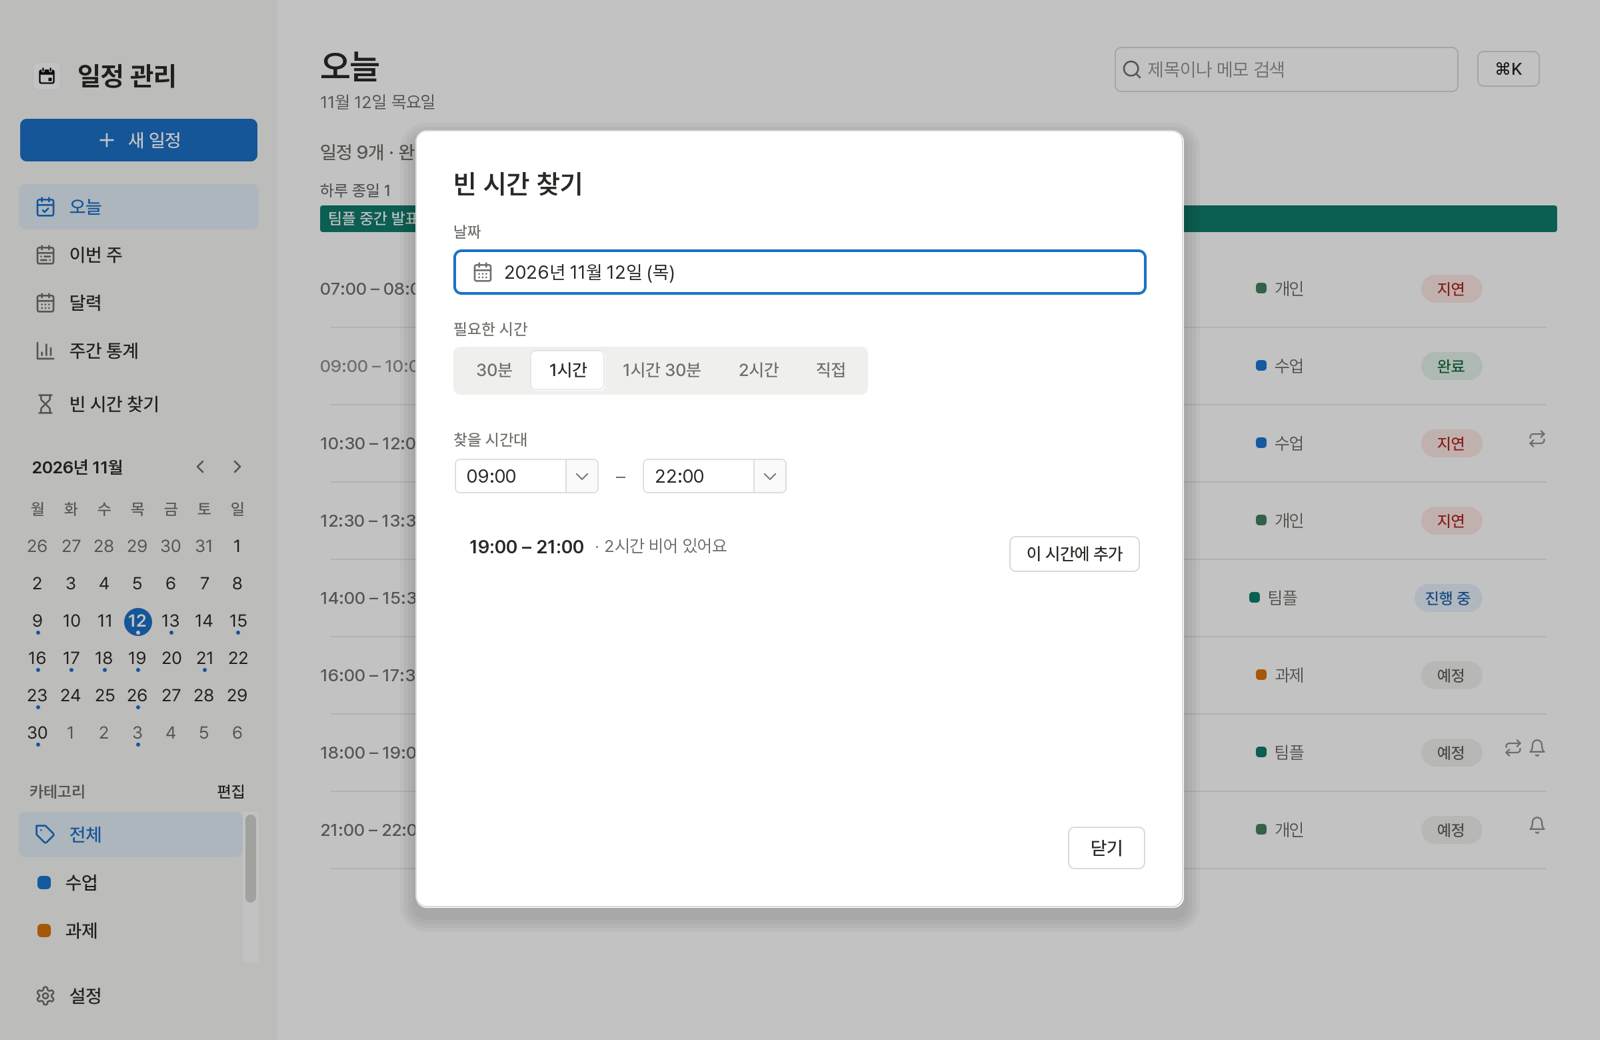 일정 관리
새 일정
오늘
이번 주
달력
주간 통계
빈 시간 찾기
2026년 11월
월 화 수 목 금 토 일
26 27 28 29 30 31 1
2 3 4 5 6 7 8
9 10 11 12 13 14 15
16 17 18 19 20 21 22
23 24 25 26 27 28 29
30 1 2 3 4 5 6
카테고리 편집
전체
수업
과제
설정
오늘
11월 12일 목요일
제목이나 메모 검색
⌘K
일정 9개 · 완
하루 종일 1
팀플 중간 발표
07:00 – 08:0 개인 지연
09:00 – 10:0 수업 완료
10:30 – 12:0 수업 지연
12:30 – 13:3 개인 지연
14:00 – 15:3 팀플 진행 중
16:00 – 17:3 과제 예정
18:00 – 19:0 팀플 예정
21:00 – 22:0 개인 예정
빈 시간 찾기
날짜
2026년 11월 12일 (목)
필요한 시간
30분 1시간 1시간 30분 2시간 직접
찾을 시간대
09:00 – 22:00
19:00 – 21:00 · 2시간 비어 있어요
이 시간에 추가
닫기